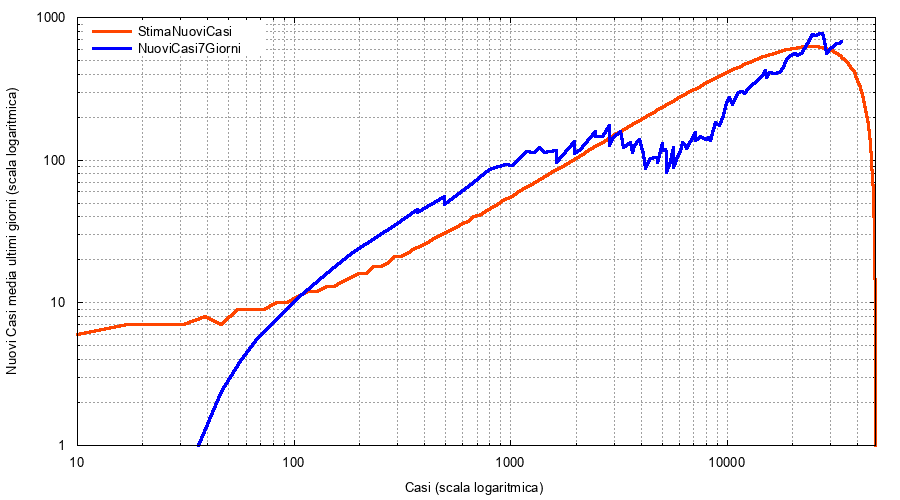 1000
100
10
1
10
100
1000
10000
StimaNuoviCasi
NuoviCasi7Giorni
Nuovi Casi media ultimi giorni (scala logaritmica)
Casi (scala logaritmica)